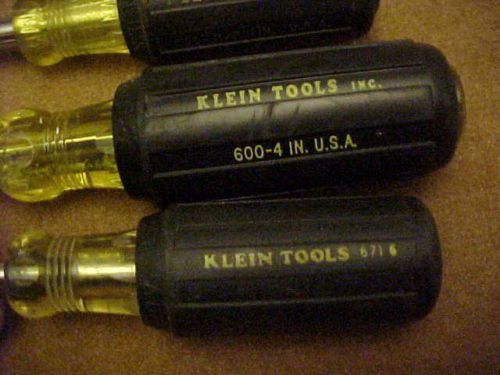 KLEIN TOOLS INC.
600-4 IN. U.S.A.
KLEIN TOOLS 671 6